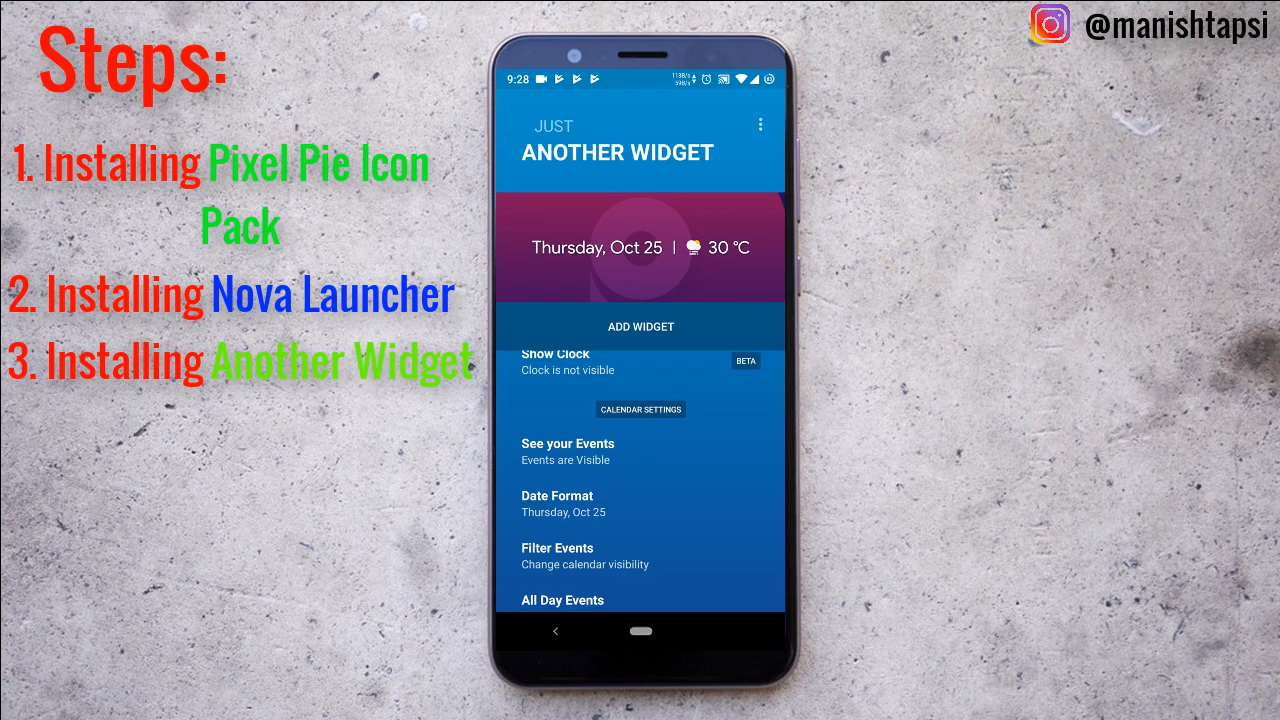 Steps:
1. Installing Pixel Pie Icon
Pack
2. Installing Nova Launcher
3. Installing Another Widget
@manishtapsi
9:28
113B/s
59B/s
JUST
ANOTHER WIDGET
Thursday, Oct 25 | 30 °C
ADD WIDGET
Show Clock
BETA
Clock is not visible
CALENDAR SETTINGS
See your Events
Events are Visible
Date Format
Thursday, Oct 25
Filter Events
Change calendar visibility
All Day Events